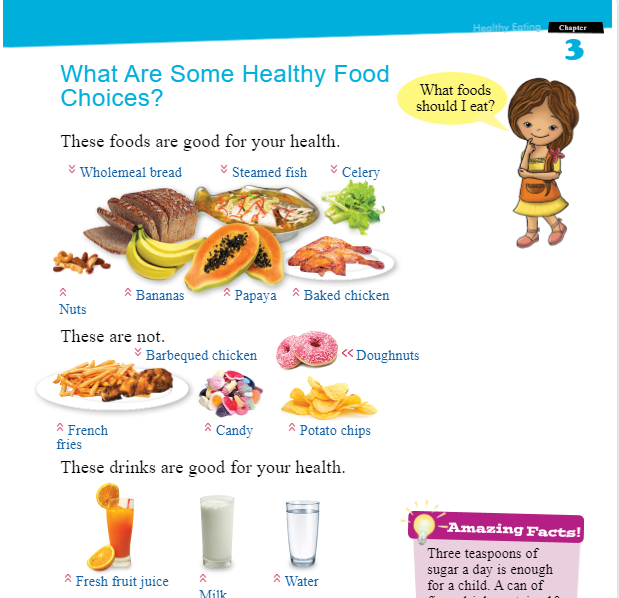 Healthy Eating
Chapter
3
What Are Some Healthy Food
Choices?
What foods
should I eat?
These foods are good for your health.
Wholemeal bread
Steamed fish
Celery
Nuts
Bananas
Papaya
Baked chicken
These are not.
Barbequed chicken
Doughnuts
French
fries
Candy
Potato chips
These drinks are good for your health.
Fresh fruit juice
Milk
Water
Amazing Facts!
Three teaspoons of
sugar a day is enough
for a child. A can of